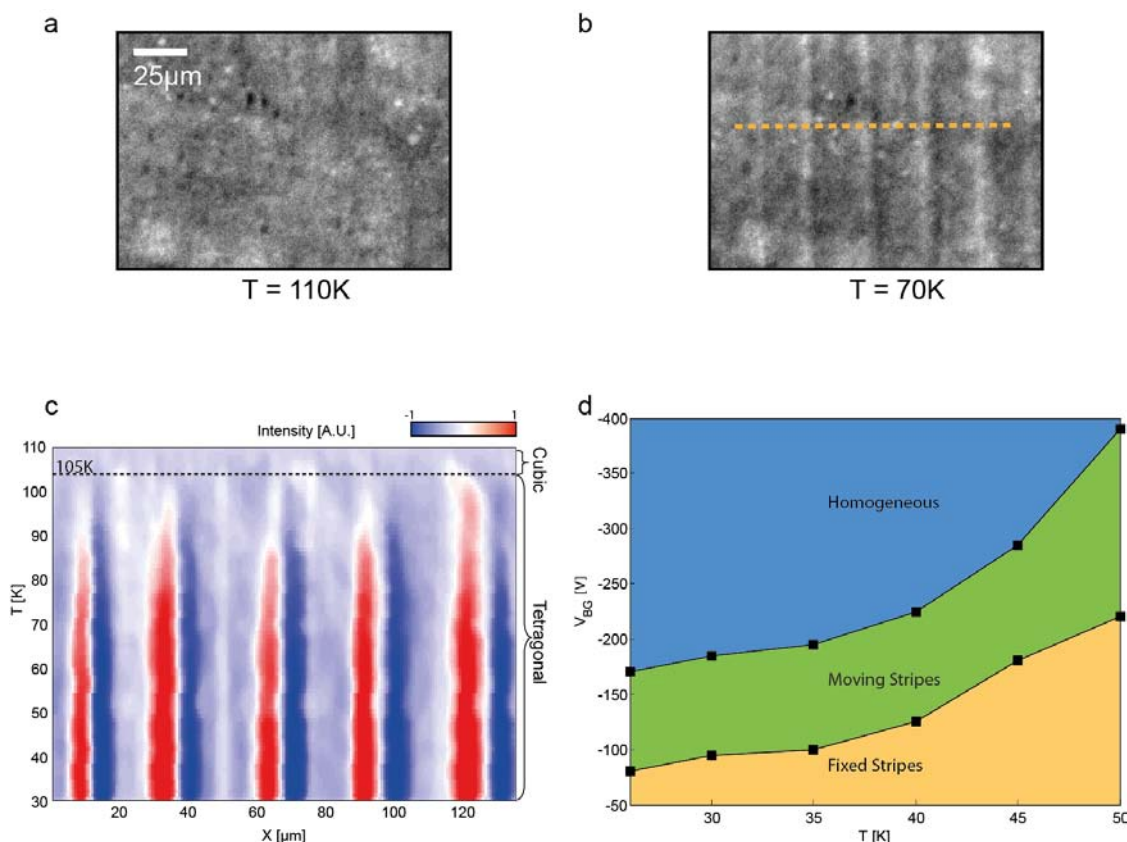 a
25µm
T = 110K
b
T = 70K
c
Intensity [A.U.]
-1
1
110
100
90
80
70
60
50
40
30
T [K]
105K
Cubic
Tetragonal
20
40
60
80
100
120
X [µm]
d
-400
-350
-300
-250
-200
-150
-100
-50
V_BG [V]
Homogeneous
Moving Stripes
Fixed Stripes
30
35
40
45
50
T [K]